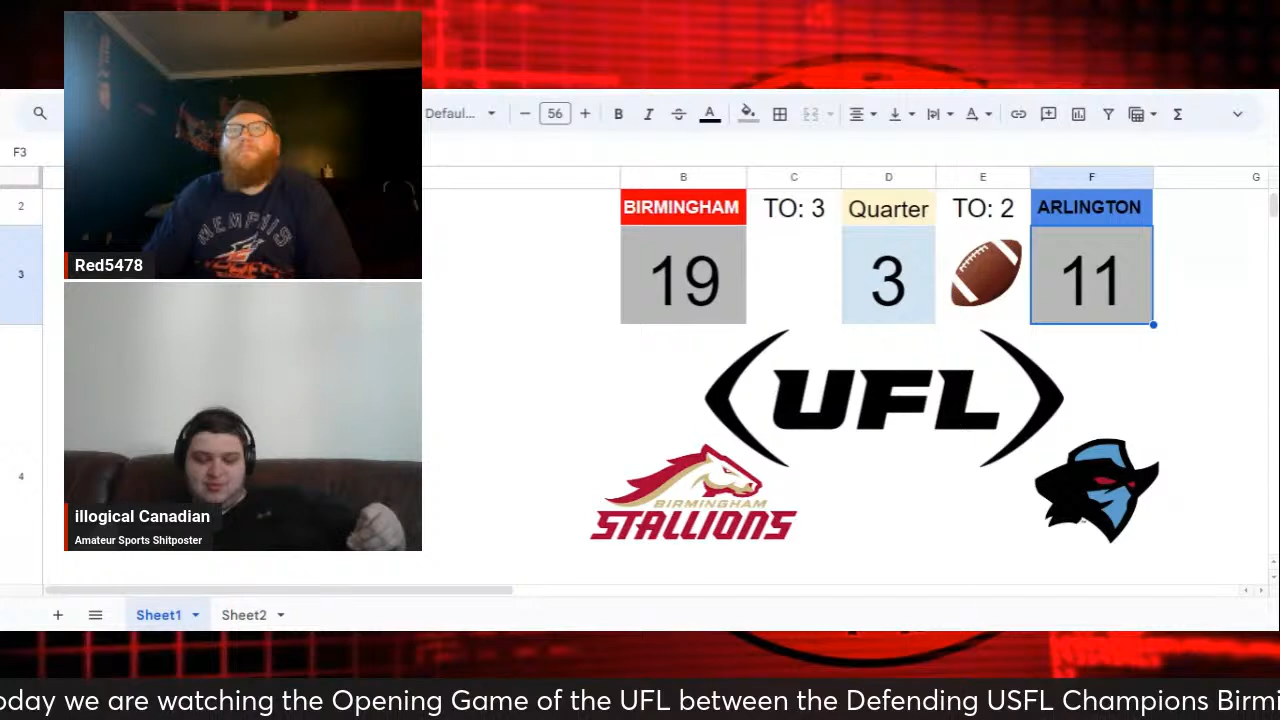 Defaul...
56
B
I
A
Σ
F3
B
C
D
E
F
G
2
BIRMINGHAM
TO: 3
Quarter
TO: 2
ARLINGTON
3
19
3
11
MEMPHIS
Red5478
UFL
4
BIRMINGHAM
STALLIONS
illogical Canadian
Amateur Sports Shitposter
Sheet1
Sheet2
oday we are watching the Opening Game of the UFL between the Defending USFL Champions Birmi